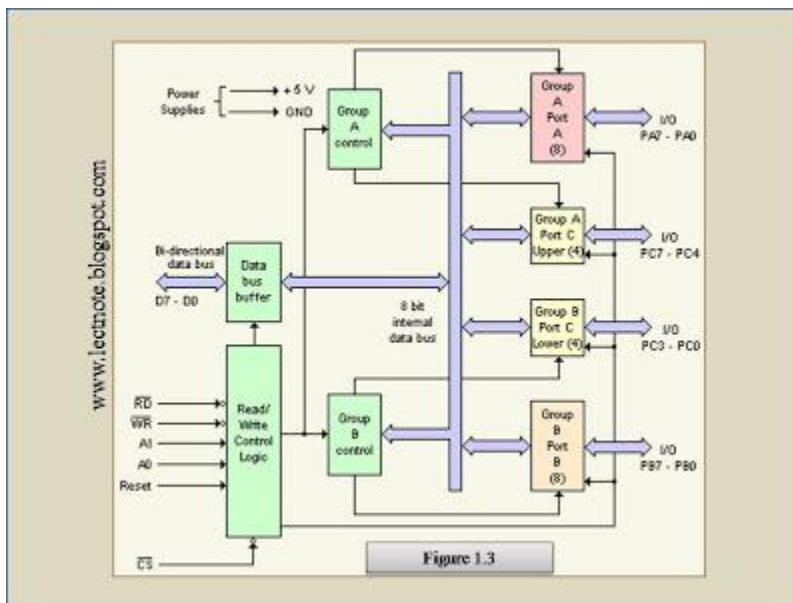 www.lectnote.blogspot.com
Power
Supplies
+5 V
GND
Group
A
control
Group
A
Port
A
(8)
I/O
PA7 - PA0
Group A
Port C
Upper (4)
I/O
PC7 - PC4
Bi-directional
data bus
D7 - D0
Data
bus
buffer
8 bit
internal
data bus
Group B
Port C
Lower (4)
I/O
PC3 - PC0
RD
WR
A1
A0
Reset
CS
Read/
Write
Control
Logic
Group
B
control
Group
B
Port
B
(8)
I/O
PB7 - PB0
Figure 1.3